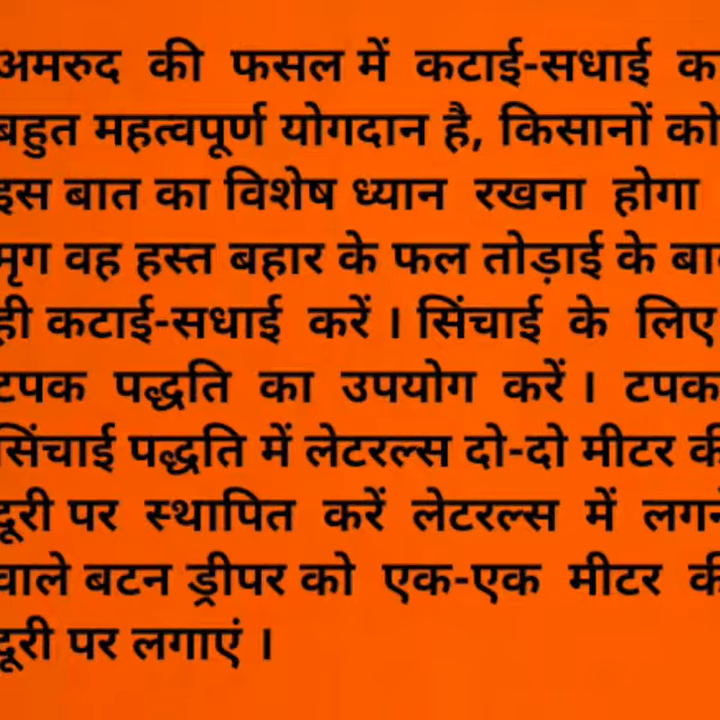 अमरुद की फसल में कटाई-सधाई का
बहुत महत्वपूर्ण योगदान है, किसानों को
इस बात का विशेष ध्यान रखना होगा
मृग वह हस्त बहार के फल तोड़ाई के बाद
ही कटाई-सधाई करें । सिंचाई के लिए
टपक पद्धति का उपयोग करें । टपक
सिंचाई पद्धति में लेटरल्स दो-दो मीटर की
दूरी पर स्थापित करें लेटरल्स में लगने
वाले बटन ड्रीपर को एक-एक मीटर की
दूरी पर लगाएं ।